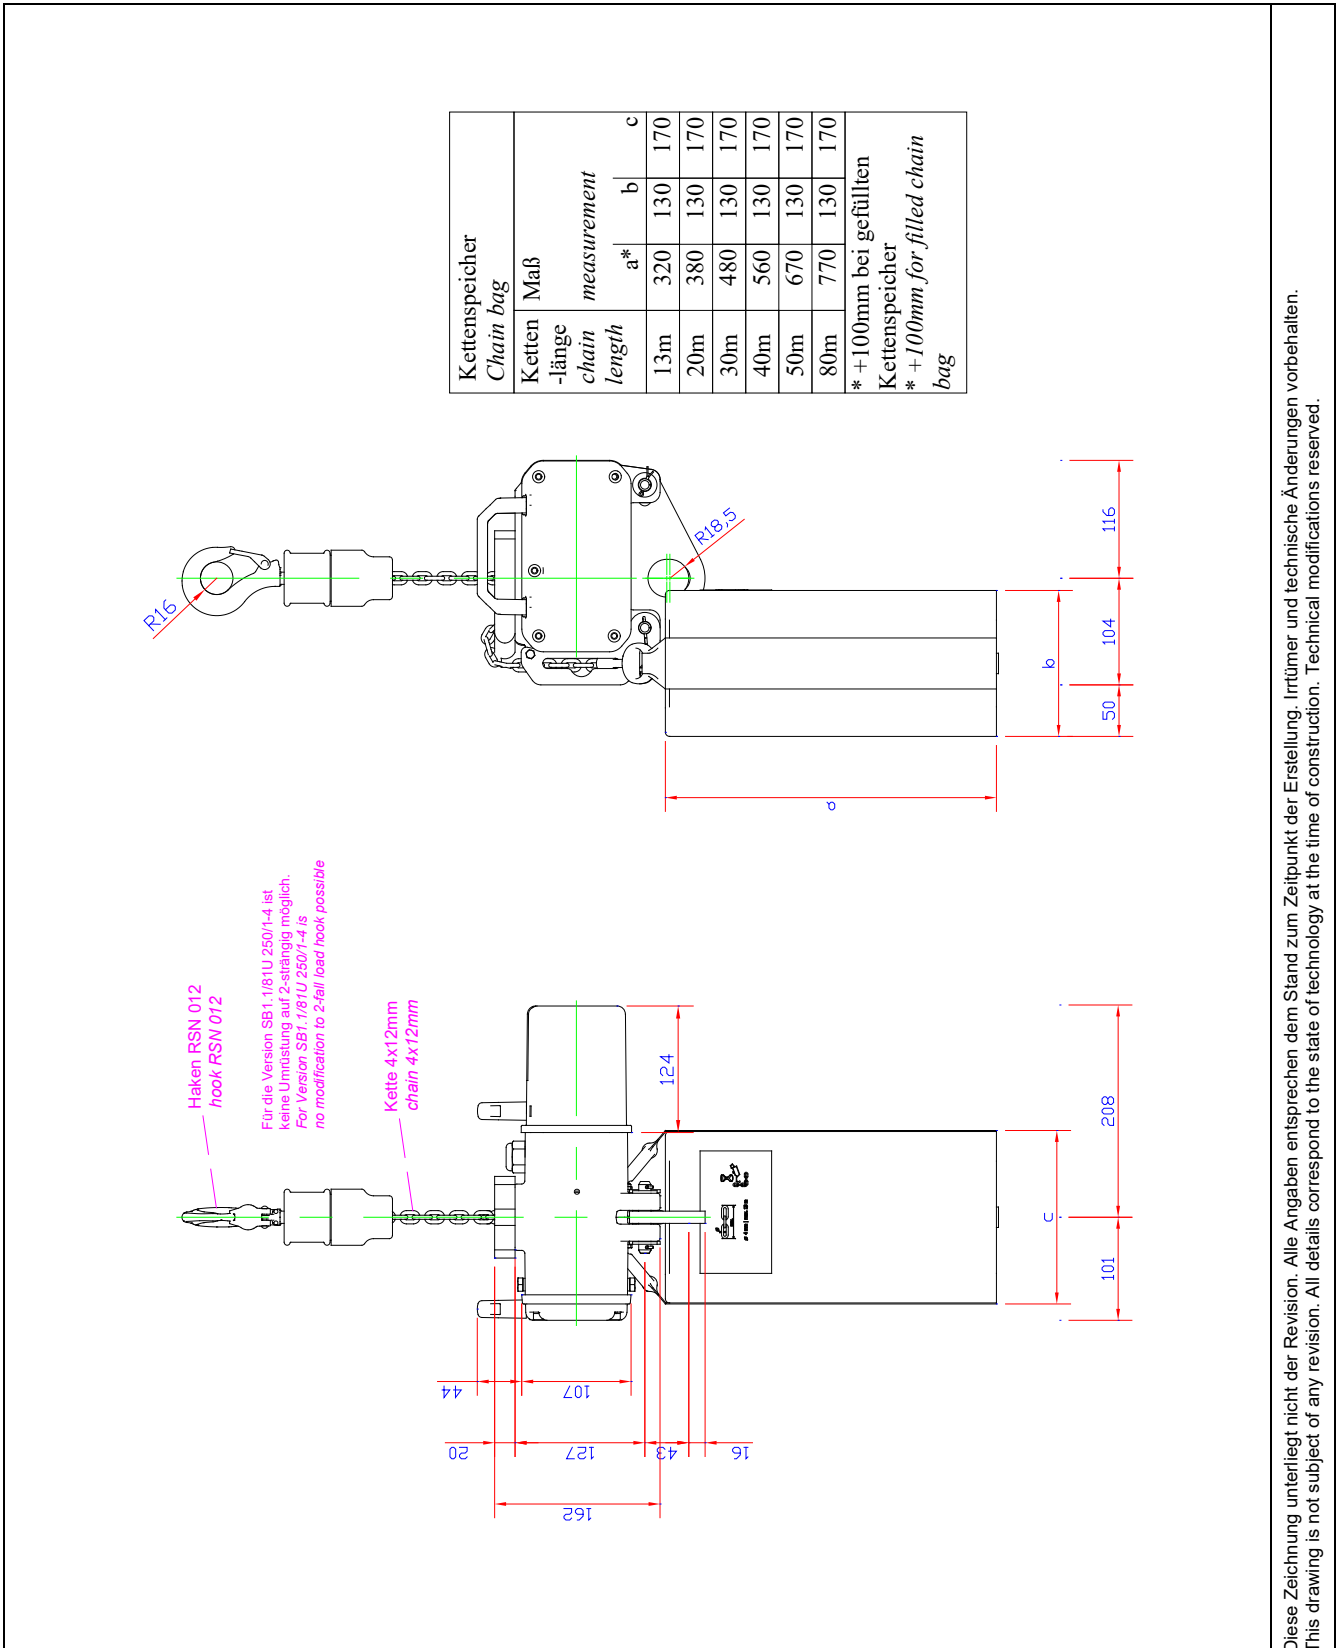 Kettenspeicher
Chain bag
Ketten Maß
-länge
chain measurement
length a* b c
13m 320 130 170
20m 380 130 170
30m 480 130 170
40m 560 130 170
50m 670 130 170
80m 770 130 170
* +100mm bei gefüllten
Kettenspeicher
* +100mm for filled chain
bag
R16
R18,5
116
104
50
b
a
Haken RSN 012
hook RSN 012
Für die Version SB1.1/81U 250/1-4 ist
keine Umrüstung auf 2-strängig möglich.
For Version SB1.1/81U 250/1-4 is
no modification to 2-fall load hook possible
Kette 4x12mm
chain 4x12mm
124
208
101
c
44
107
20
127
43
16
162
Diese Zeichnung unterliegt nicht der Revision. Alle Angaben entsprechen dem Stand zum Zeitpunkt der Erstellung. Irrtümer und technische Änderungen vorbehalten.
This drawing is not subject of any revision. All details correspond to the state of technology at the time of construction. Technical modifications reserved.